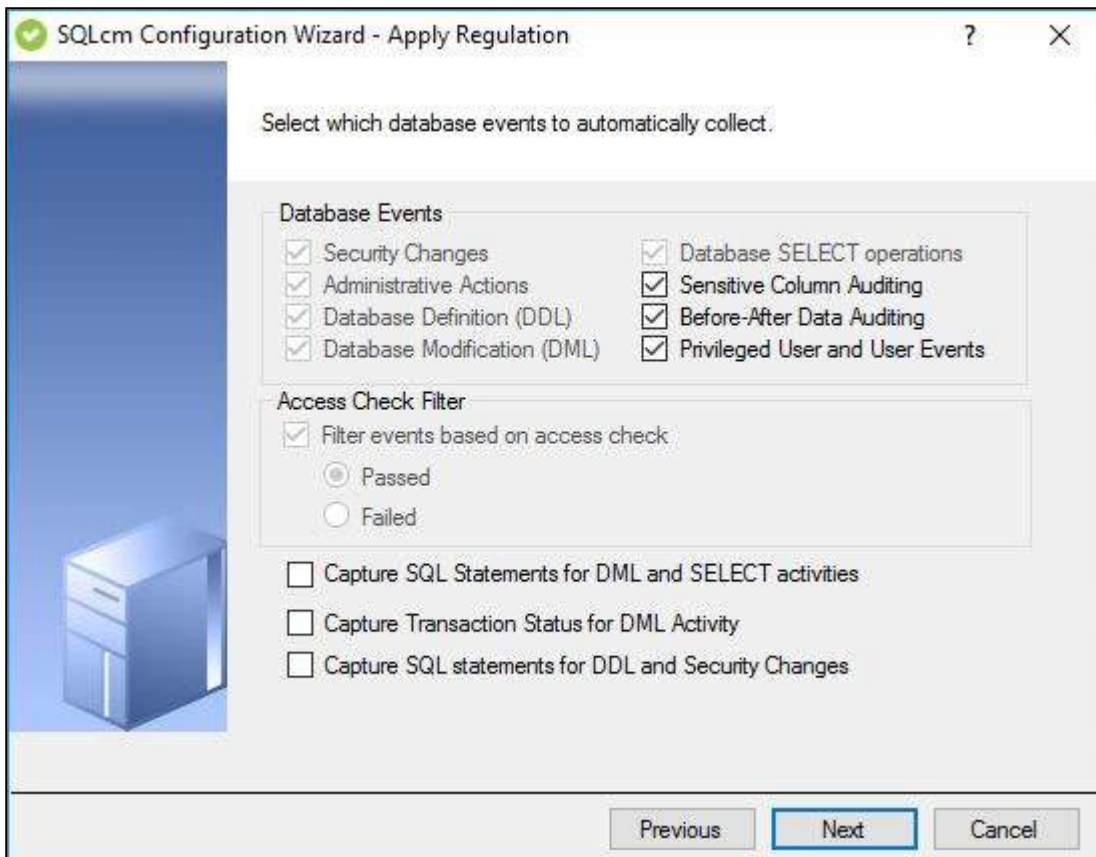 SQLcm Configuration Wizard - Apply Regulation
Select which database events to automatically collect.
Database Events
Security Changes
Administrative Actions
Database Definition (DDL)
Database Modification (DML)
Database SELECT operations
Sensitive Column Auditing
Before-After Data Auditing
Privileged User and User Events
Access Check Filter
Filter events based on access check
Passed
Failed
Capture SQL Statements for DML and SELECT activities
Capture Transaction Status for DML Activity
Capture SQL statements for DDL and Security Changes
Previous
Next
Cancel